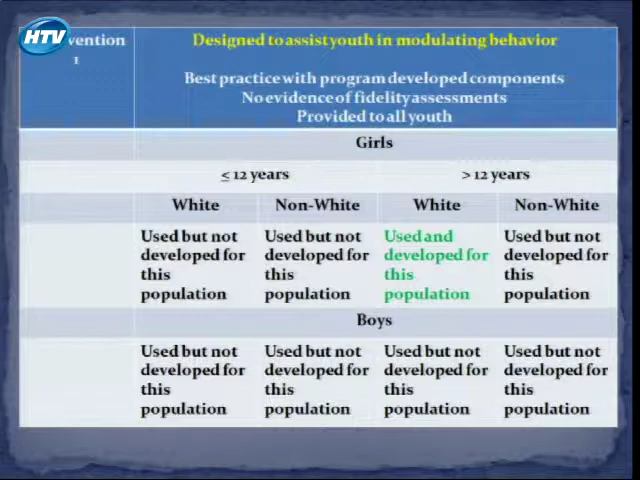 HTV
vention
1
Designed to assist youth in modulating behavior
Best practice with program developed components
No evidence of fidelity assessments
Provided to all youth
Girls
≤ 12 years > 12 years
White Non-White White Non-White
Used but not Used but not Used and Used but not
developed for developed for developed for developed for
this this this this
population population population population
Boys
Used but not Used but not Used but not Used but not
developed for developed for developed for developed for
this this this this
population population population population